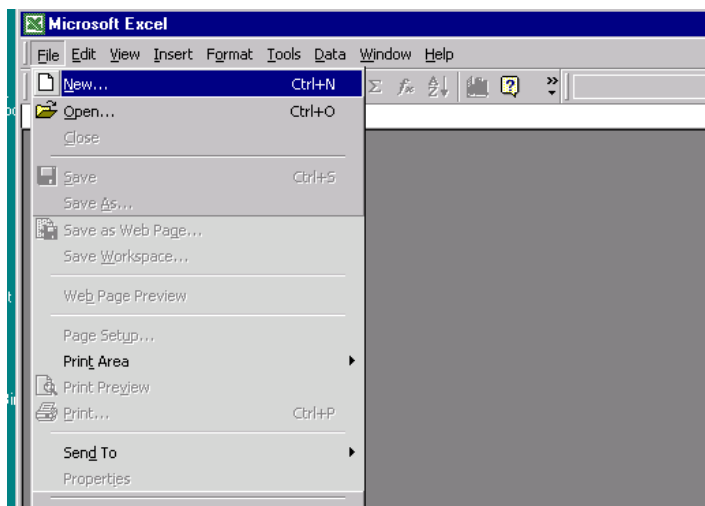 Microsoft Excel
File Edit View Insert Format Tools Data Window Help
New... Ctrl+N
Open... Ctrl+O
Close
Save Ctrl+S
Save As...
Save as Web Page...
Save Workspace...
Web Page Preview
Page Setup...
Print Area
Print Preview
Print... Ctrl+P
Send To
Properties